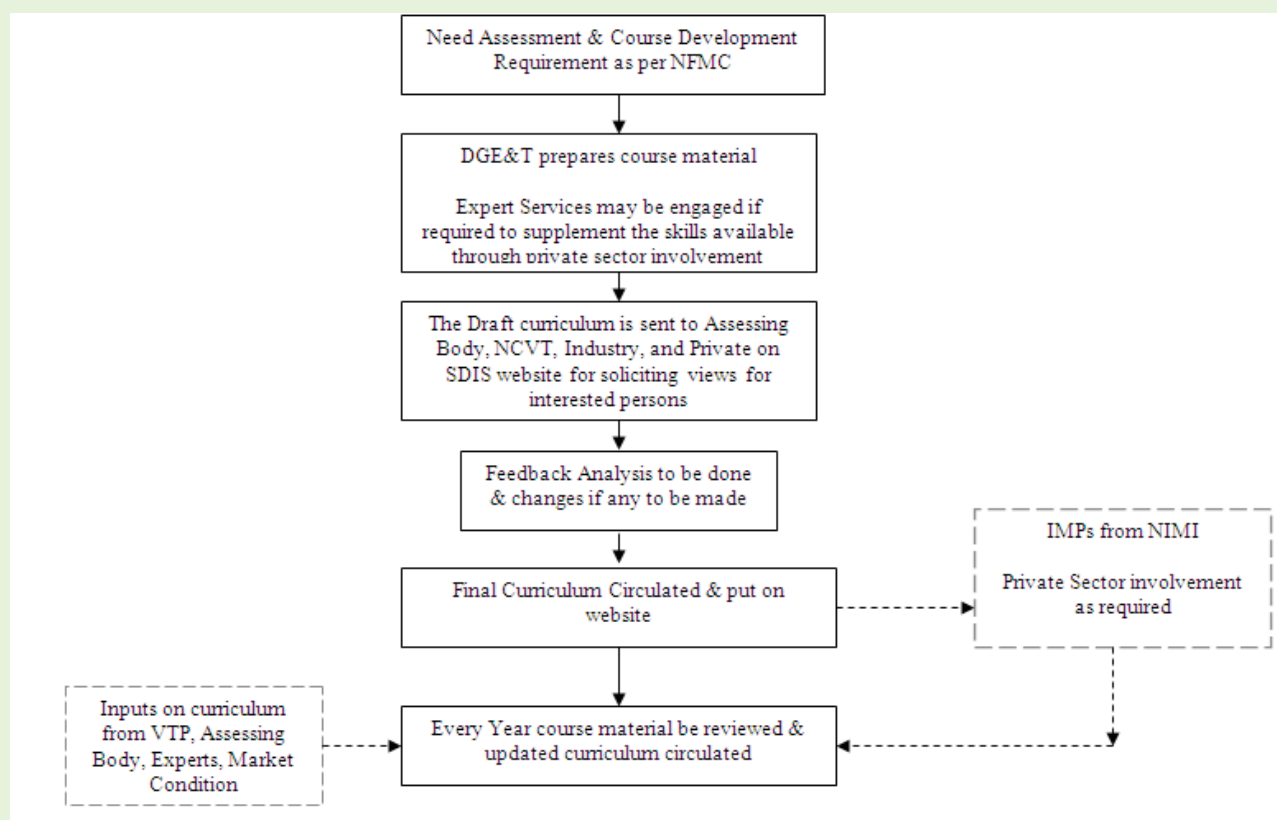 Need Assessment & Course Development
Requirement as per NFMC
DGE&T prepares course material
Expert Services may be engaged if
required to supplement the skills available
through private sector involvement
The Draft curriculum is sent to Assessing
Body, NCVT, Industry, and Private on
SDIS website for soliciting views for
interested persons
Feedback Analysis to be done
& changes if any to be made
IMPs from NIMI
Private Sector involvement
as required
Final Curriculum Circulated & put on
website
Inputs on curriculum
from VTP, Assessing
Body, Experts, Market
Condition
Every Year course material be reviewed &
updated curriculum circulated